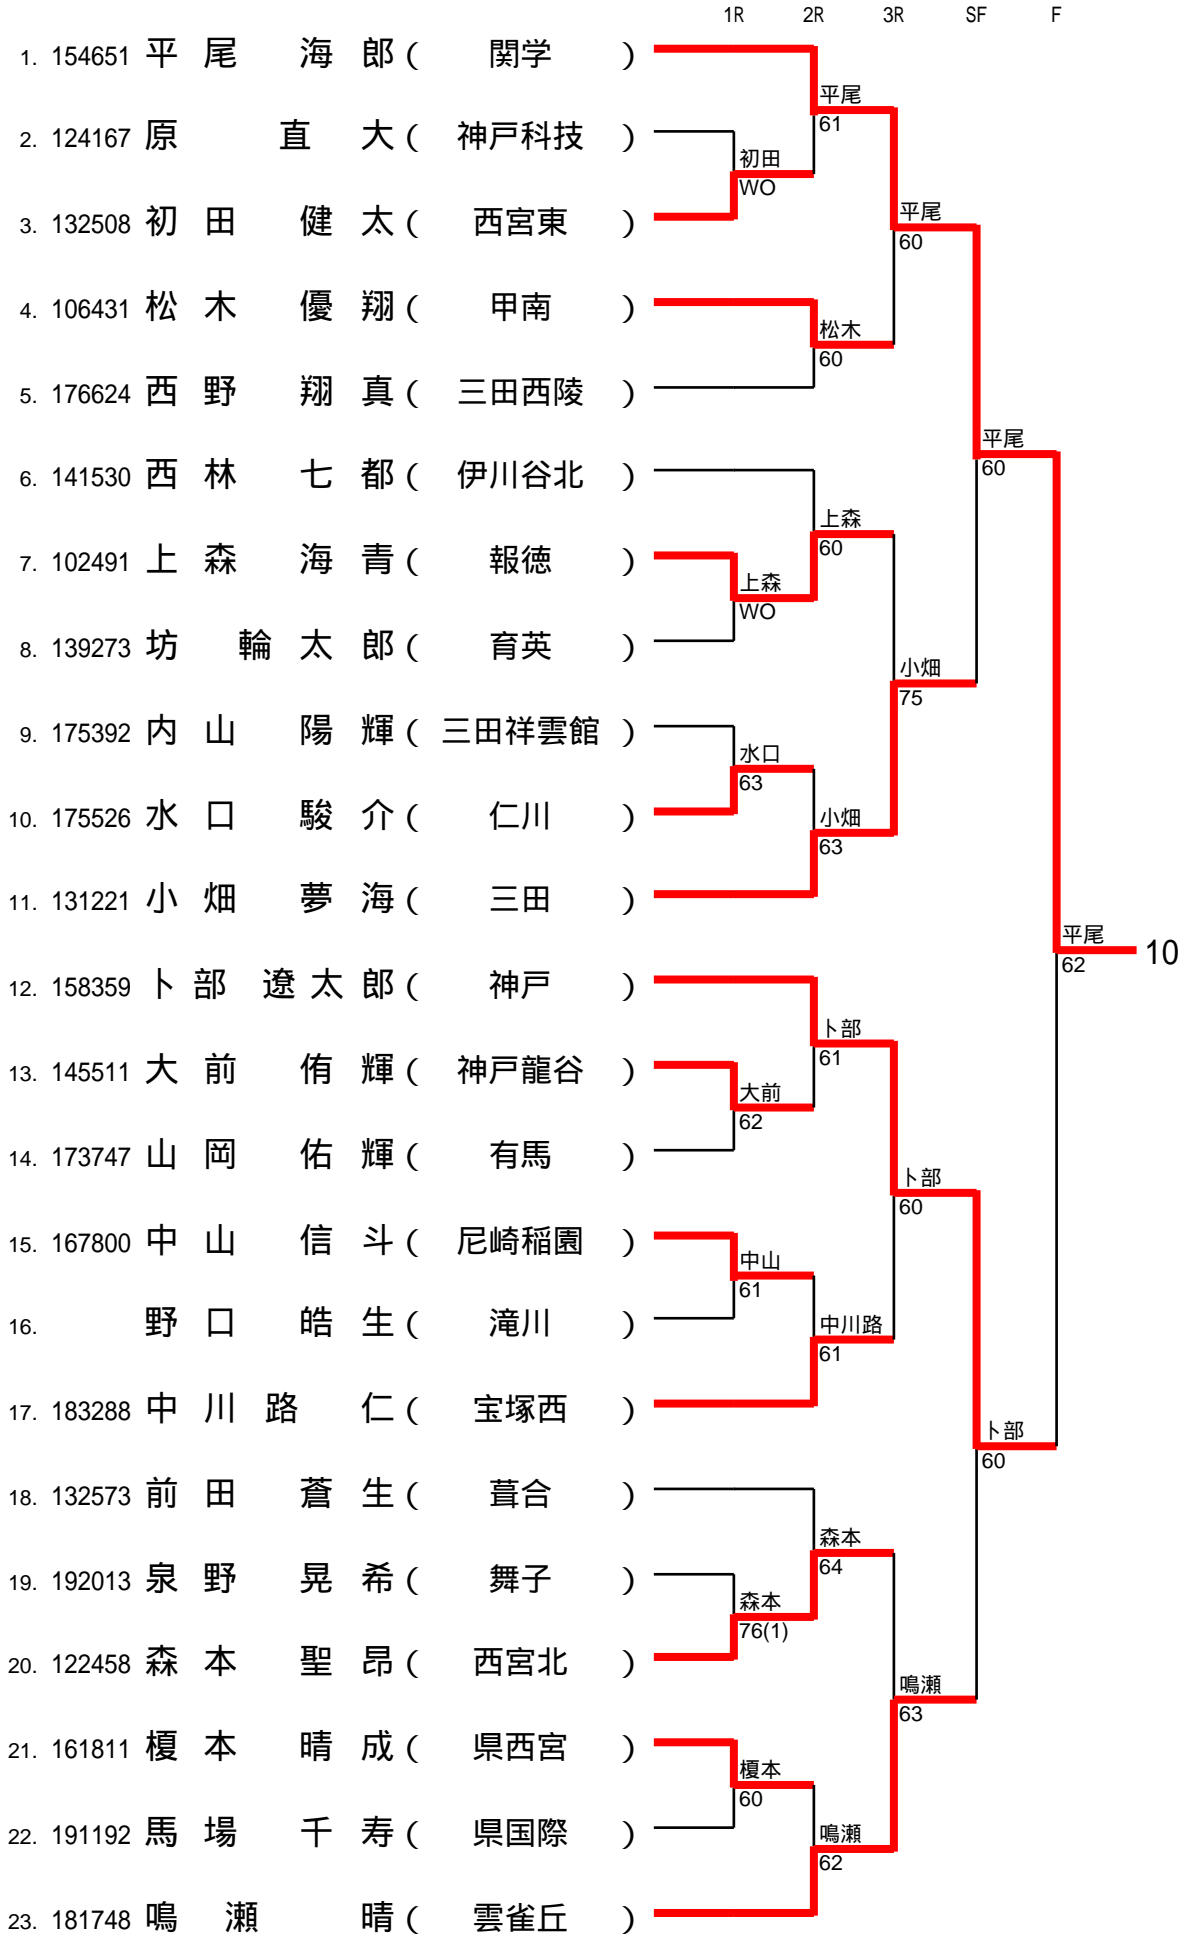 1R 2R 3R SF F
1. 154651 平尾 海郎 ( 関学 )
平尾
61
2. 124167 原 直大 ( 神戸科技 )
初田
WO
3. 132508 初田 健太 ( 西宮東 )
平尾
60
4. 106431 松木 優翔 ( 甲南 )
松木
60
5. 176624 西野 翔真 ( 三田西陵 )
平尾
60
6. 141530 西林 七都 ( 伊川谷北 )
上森
60
7. 102491 上森 海青 ( 報徳 )
上森
WO
8. 139273 坊 輪太郎 ( 育英 )
小畑
75
9. 175392 内山 陽輝 ( 三田祥雲館 )
水口
63
10. 175526 水口 駿介 ( 仁川 )
小畑
63
11. 131221 小畑 夢海 ( 三田 )
平尾
62
10
12. 158359 卜部 遼太郎 ( 神戸 )
卜部
61
13. 145511 大前 侑輝 ( 神戸龍谷 )
大前
62
14. 173747 山岡 佑輝 ( 有馬 )
卜部
60
15. 167800 中山 信斗 ( 尼崎稲園 )
中山
61
16. 野口 皓生 ( 滝川 )
中川路
61
17. 183288 中川路 仁 ( 宝塚西 )
卜部
60
18. 132573 前田 蒼生 ( 葺合 )
森本
64
19. 192013 泉野 晃希 ( 舞子 )
森本
76(1)
20. 122458 森本 聖昂 ( 西宮北 )
鳴瀬
63
21. 161811 榎本 晴成 ( 県西宮 )
榎本
60
22. 191192 馬場 千寿 ( 県国際 )
鳴瀬
62
23. 181748 鳴瀬 晴 ( 雲雀丘 )